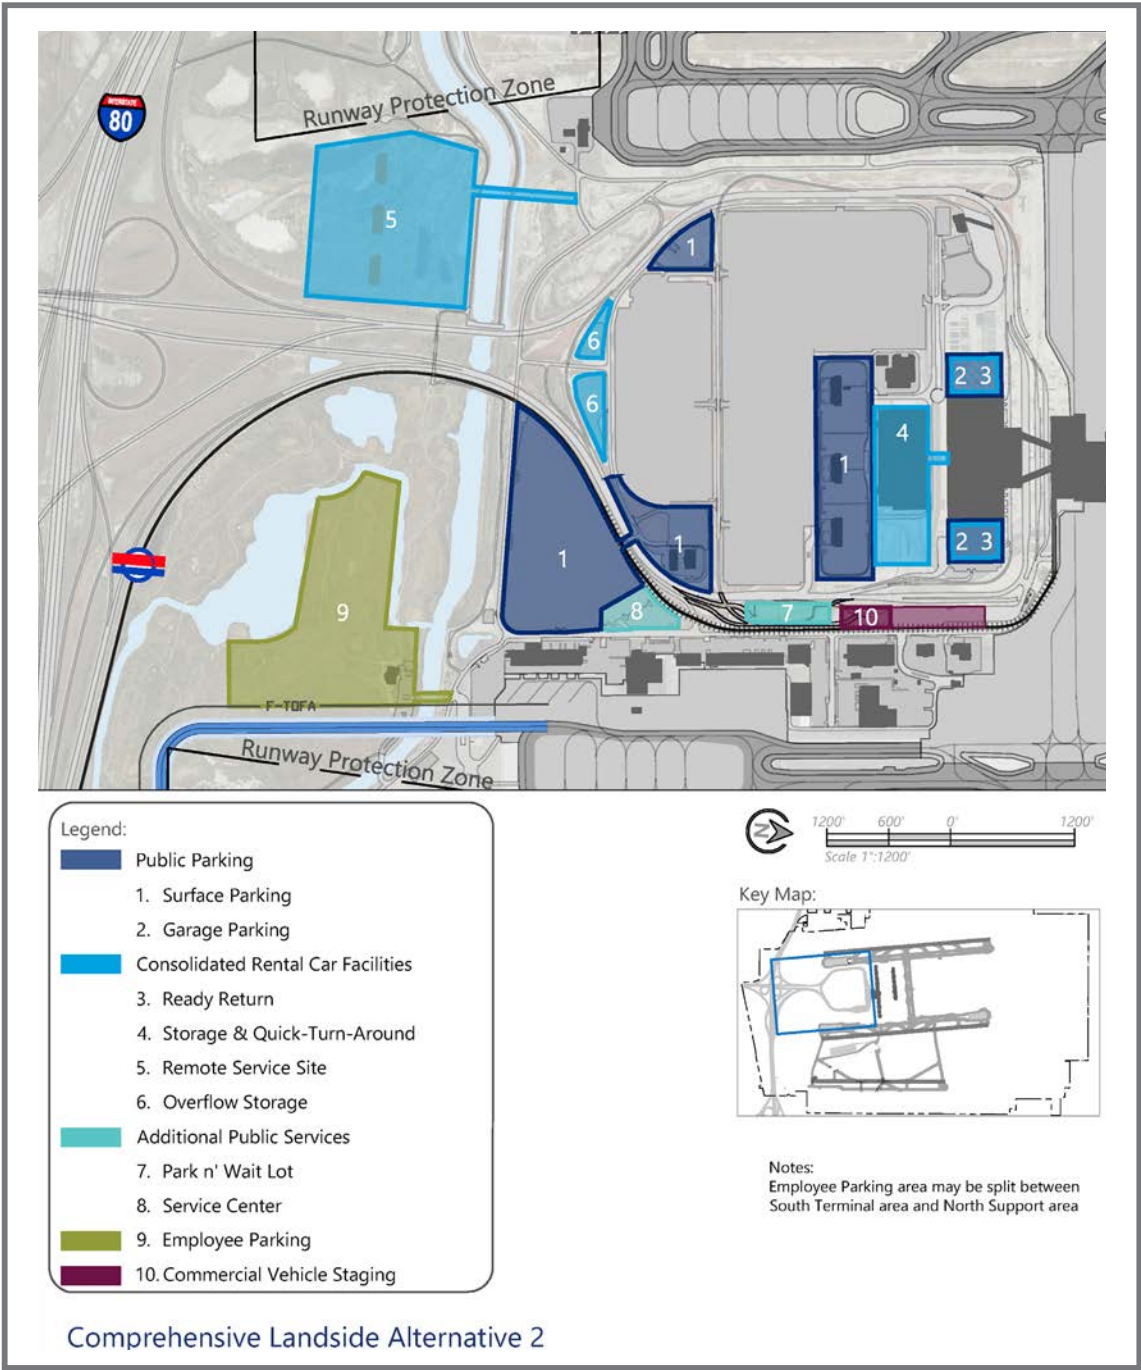 Runway Protection Zone
INTERSTATE
80
5
1
6
6
2 3
4
1
1
1
2 3
9
8
7
10
F-TOFA
Runway Protection Zone
Legend:
Public Parking
1. Surface Parking
2. Garage Parking
Consolidated Rental Car Facilities
3. Ready Return
4. Storage & Quick-Turn-Around
5. Remote Service Site
6. Overflow Storage
Additional Public Services
7. Park n' Wait Lot
8. Service Center
9. Employee Parking
10. Commercial Vehicle Staging
N
1200' 600' 0' 1200'
Scale 1":1200'
Key Map:
Notes:
Employee Parking area may be split between
South Terminal area and North Support area
Comprehensive Landside Alternative 2